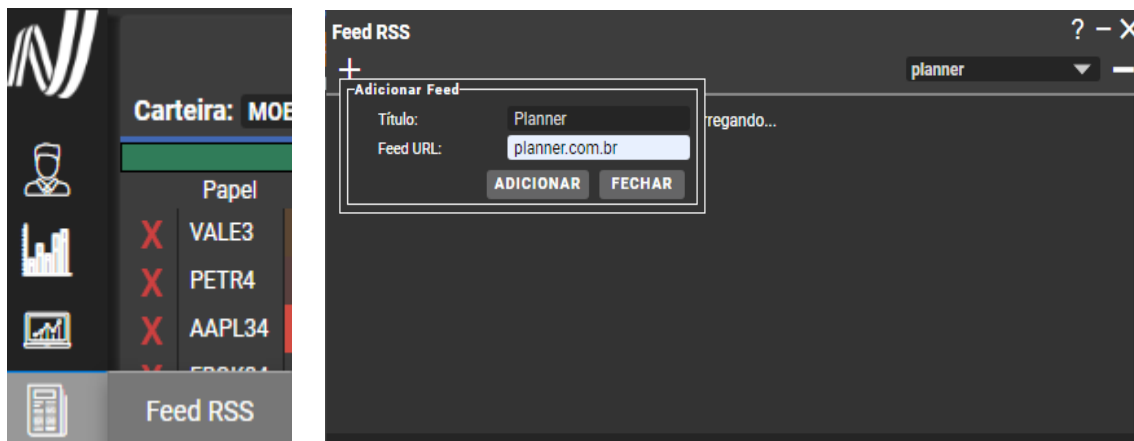 Carteira: MOE
Papel
X VALE3
X PETR4
X AAPL34
Feed RSS
Feed RSS ? – X
+ planner
Adicionar Feed
Título: Planner
rregando...
Feed URL: planner.com.br
ADICIONAR FECHAR